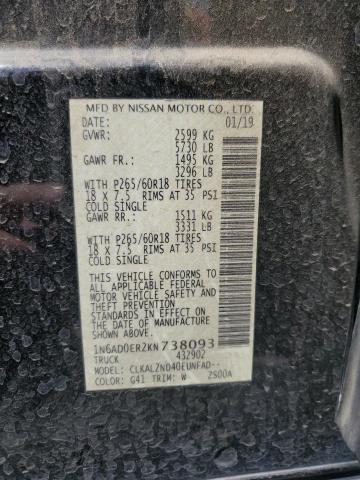 MFD BY NISSAN MOTOR CO., LTD.
DATE: 01/19
GVWR: 2599 KG
5730 LB
GAWR FR: 1495 KG
3296 LB
WITH P265/60R18 TIRES
18 X 7.5 RIMS AT 35 PSI
COLD SINGLE
GAWR RR: 1511 KG
3331 LB
WITH P265/60R18 TIRES
18 X 7.5 RIMS AT 35 PSI
COLD SINGLE
THIS VEHICLE CONFORMS TO
ALL APPLICABLE FEDERAL
MOTOR VEHICLE SAFETY AND
THEFT PREVENTION
STANDARDS IN EFFECT ON
THE DATE OF MANUFACTURE
SHOWN ABOVE.
1N6AD0ER2KN738093
TRUCK 432902
MODEL: CLKALZND40EUNFAD--
COLOR: G41 TRIM: W 2S00A